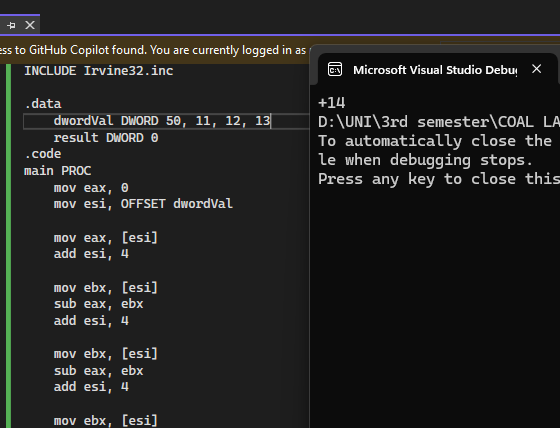 ess to GitHub Copilot found. You are currently logged in as
INCLUDE Irvine32.inc
.data
dwordVal DWORD 50, 11, 12, 13
result DWORD 0
.code
main PROC
mov eax, 0
mov esi, OFFSET dwordVal
mov eax, [esi]
add esi, 4
mov ebx, [esi]
sub eax, ebx
add esi, 4
mov ebx, [esi]
sub eax, ebx
add esi, 4
mov ebx, [esi]
Microsoft Visual Studio Debug
+14
D:\UNI\3rd semester\COAL LA
To automatically close the
le when debugging stops.
Press any key to close this